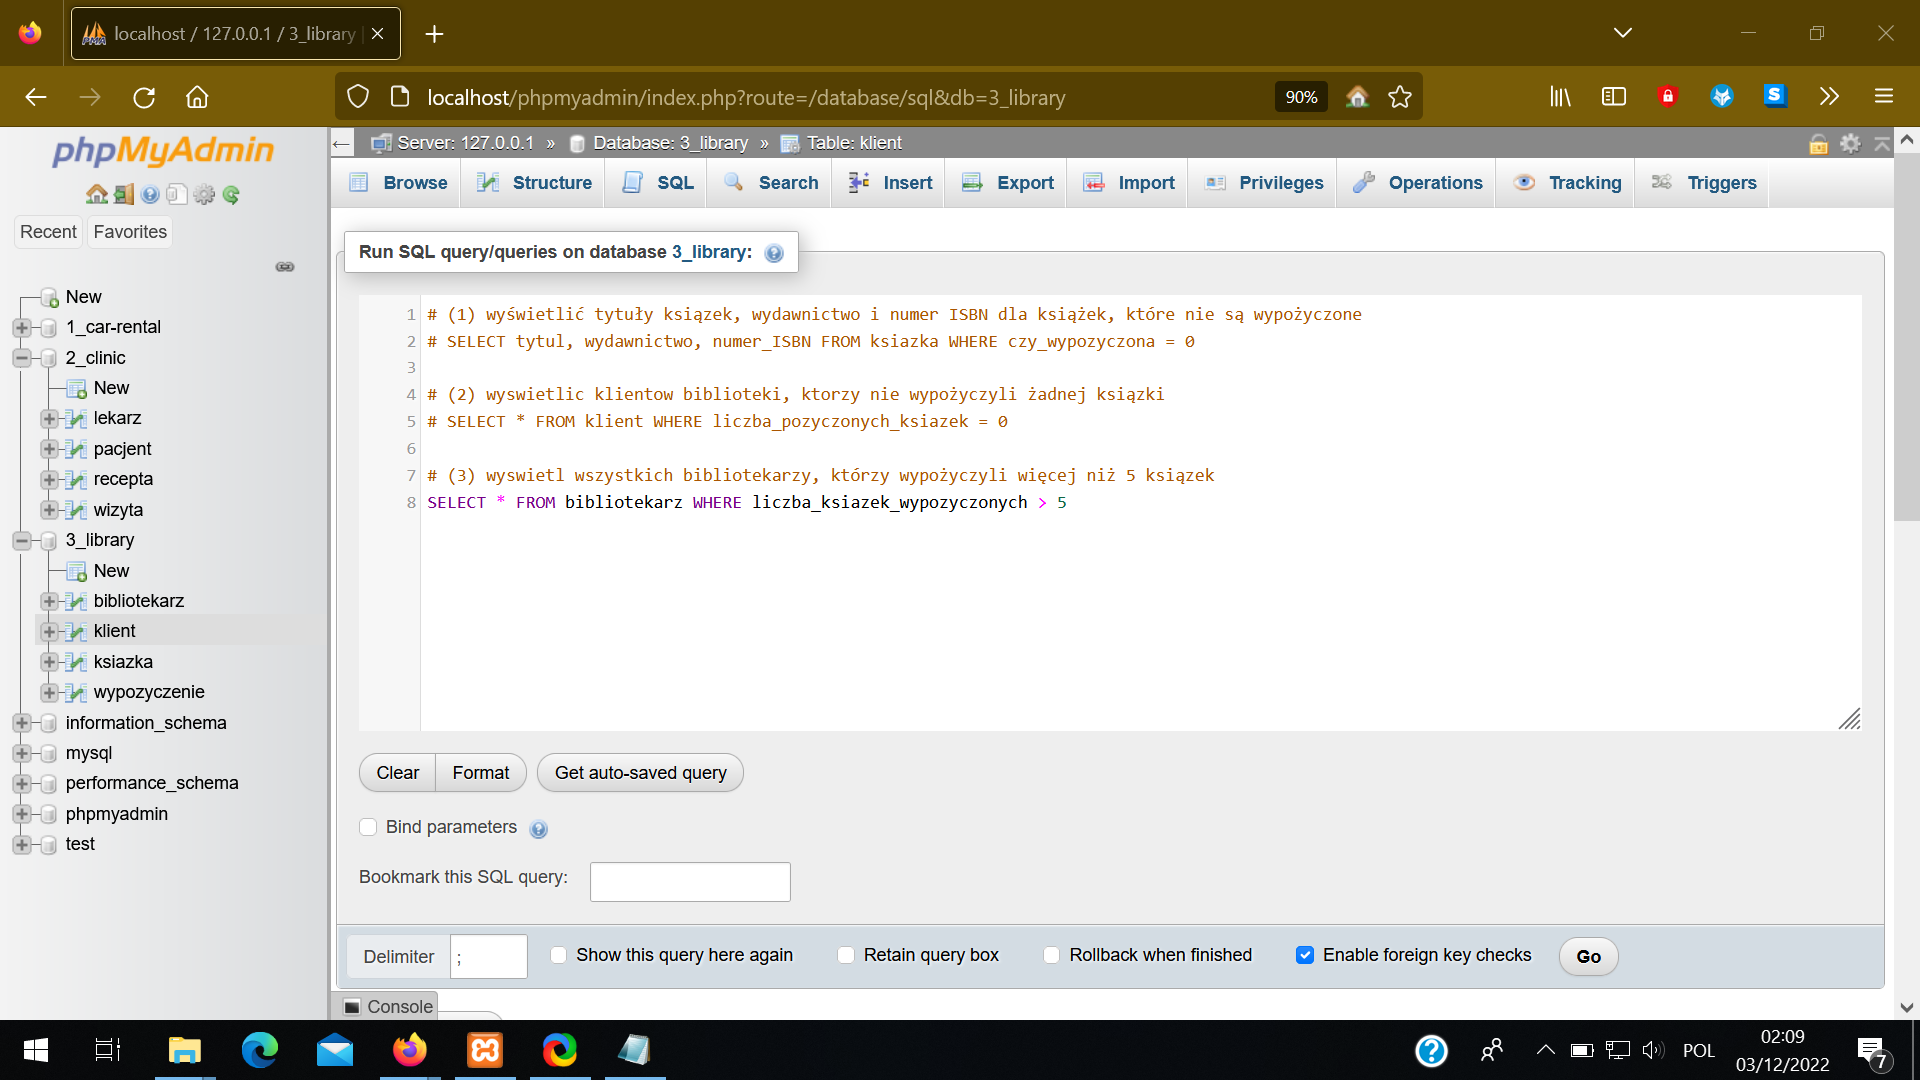 localhost / 127.0.0.1 / 3_library
localhost/phpmyadmin/index.php?route=/database/sql&db=3_library
90%
phpMyAdmin
Recent
Favorites
New
1_car-rental
2_clinic
New
lekarz
pacjent
recepta
wizyta
3_library
New
bibliotekarz
klient
ksiazka
wypozyczenie
information_schema
mysql
performance_schema
phpmyadmin
test
Server: 127.0.0.1 » Database: 3_library » Table: klient
Browse
Structure
SQL
Search
Insert
Export
Import
Privileges
Operations
Tracking
Triggers
Run SQL query/queries on database 3_library:
1 # (1) wyświetlić tytuły ksiązek, wydawnictwo i numer ISBN dla książek, które nie są wypożyczone
2 # SELECT tytul, wydawnictwo, numer_ISBN FROM ksiazka WHERE czy_wypozyczona = 0
3
4 # (2) wyswietlic klientow biblioteki, ktorzy nie wypożyczyli żadnej ksiązki
5 # SELECT * FROM klient WHERE liczba_pozyczonych_ksiazek = 0
6
7 # (3) wyswietl wszystkich bibliotekarzy, którzy wypożyczyli więcej niż 5 ksiązek
8 SELECT * FROM bibliotekarz WHERE liczba_ksiazek_wypozyczonych > 5
Clear
Format
Get auto-saved query
Bind parameters
Bookmark this SQL query:
Delimiter ;
Show this query here again
Retain query box
Rollback when finished
Enable foreign key checks
Go
Console
POL
02:09
03/12/2022
7